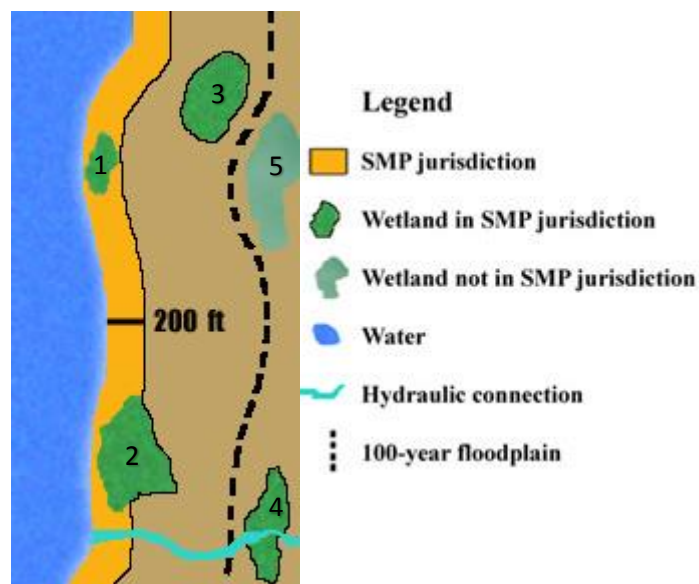 3
1
5
200 ft
2
4
Legend
SMP jurisdiction
Wetland in SMP jurisdiction
Wetland not in SMP jurisdiction
Water
Hydraulic connection
100-year floodplain